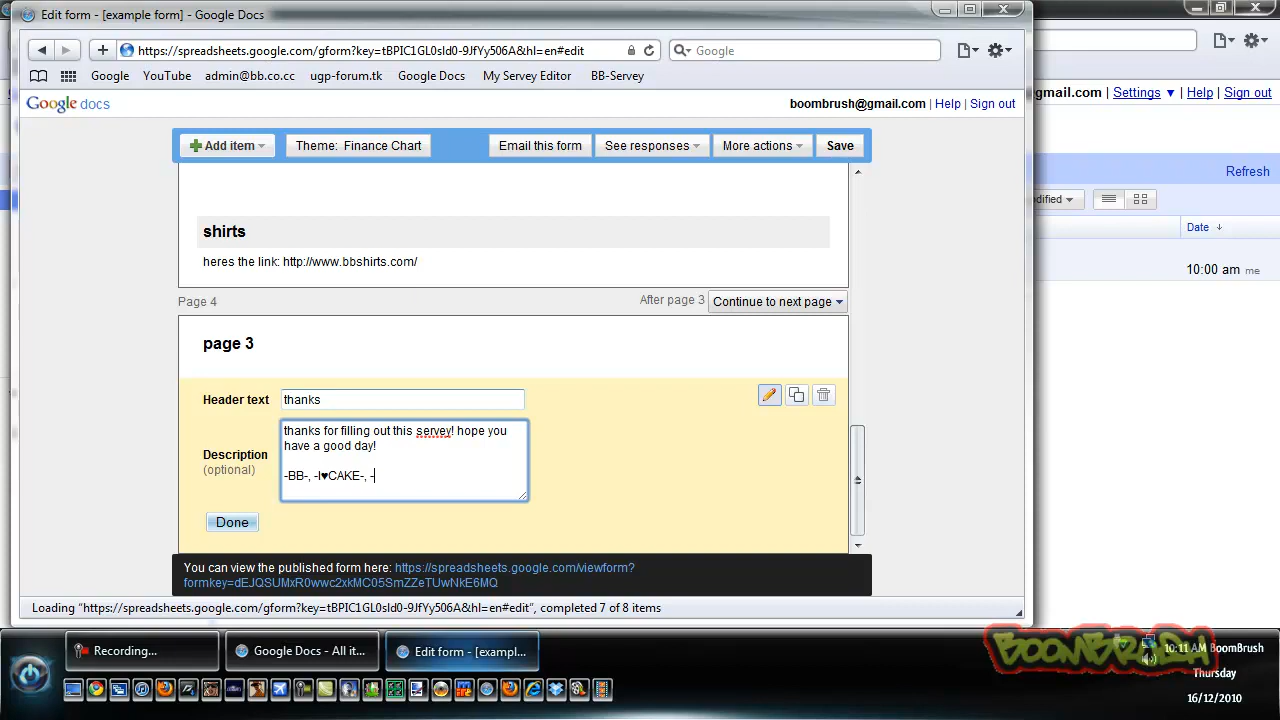 Edit form - [example form] - Google Docs
https://spreadsheets.google.com/gform?key=tBPIC1GL0sId0-9JfYy506A&hl=en#edit
Google
Google YouTube admin@bb.co.cc ugp-forum.tk Google Docs My Servey Editor BB-Servey
Google docs
boombrush@gmail.com | Help | Sign out
gmail.com | Settings ▼ | Help | Sign out
Add item Theme: Finance Chart Email this form See responses More actions Save
Refresh
dified
Date ↓
10:00 am me
shirts
heres the link: http://www.bbshirts.com/
Page 4 After page 3 Continue to next page
page 3
Header text thanks
Description
(optional)
thanks for filling out this servey! hope you
have a good day!
-BB-, -I♥CAKE-, -
Done
You can view the published form here: https://spreadsheets.google.com/viewform?
formkey=dEJQSUMxR0wwc2xkMC05SmZZeTUwNkE6MQ
Loading “https://spreadsheets.google.com/gform?key=tBPIC1GL0sId0-9JfYy506A&hl=en#edit”, completed 7 of 8 items
Recording... Google Docs - All it... Edit form - [exampl...
BOOMBRUSH
10:11 AM BoomBrush
Thursday
16/12/2010